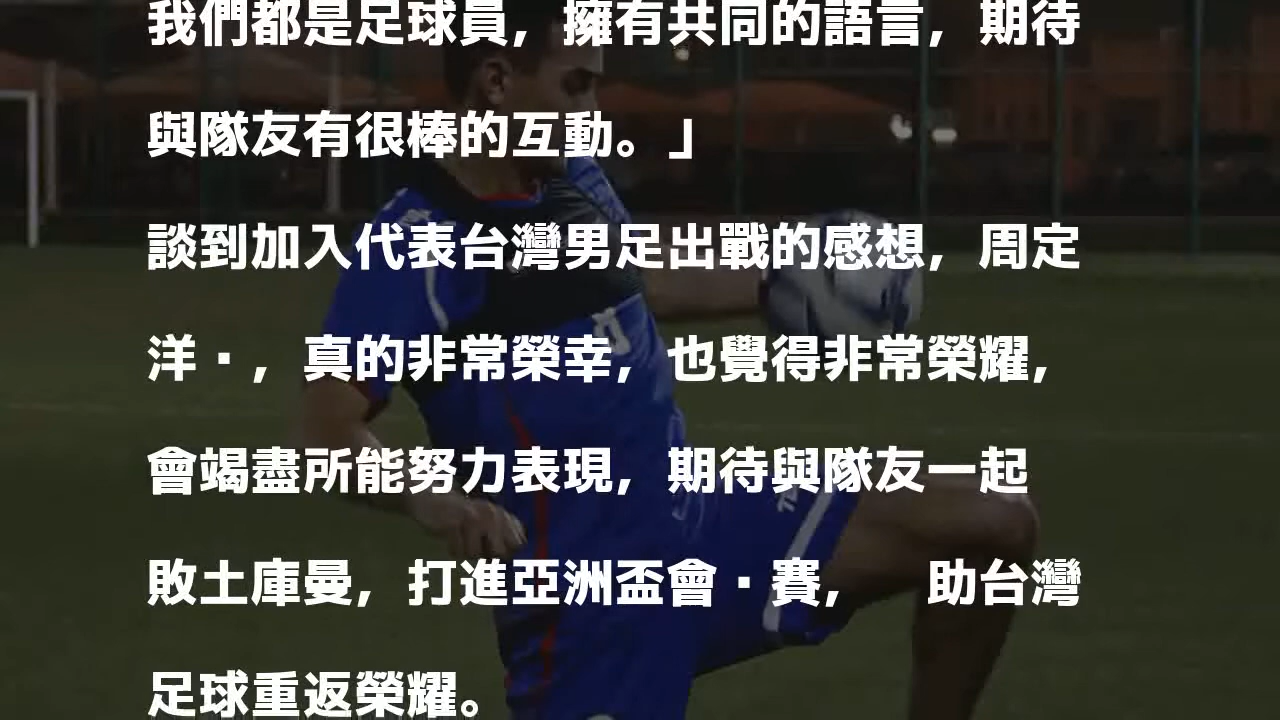 我們都是足球員，擁有共同的語言，期待
與隊友有很棒的互動。」
談到加入代表台灣男足出戰的感想，周定
洋·，真的非常榮幸，也覺得非常榮耀，
會竭盡所能努力表現，期待與隊友一起
敗土庫曼，打進亞洲盃會·賽，　助台灣
足球重返榮耀。